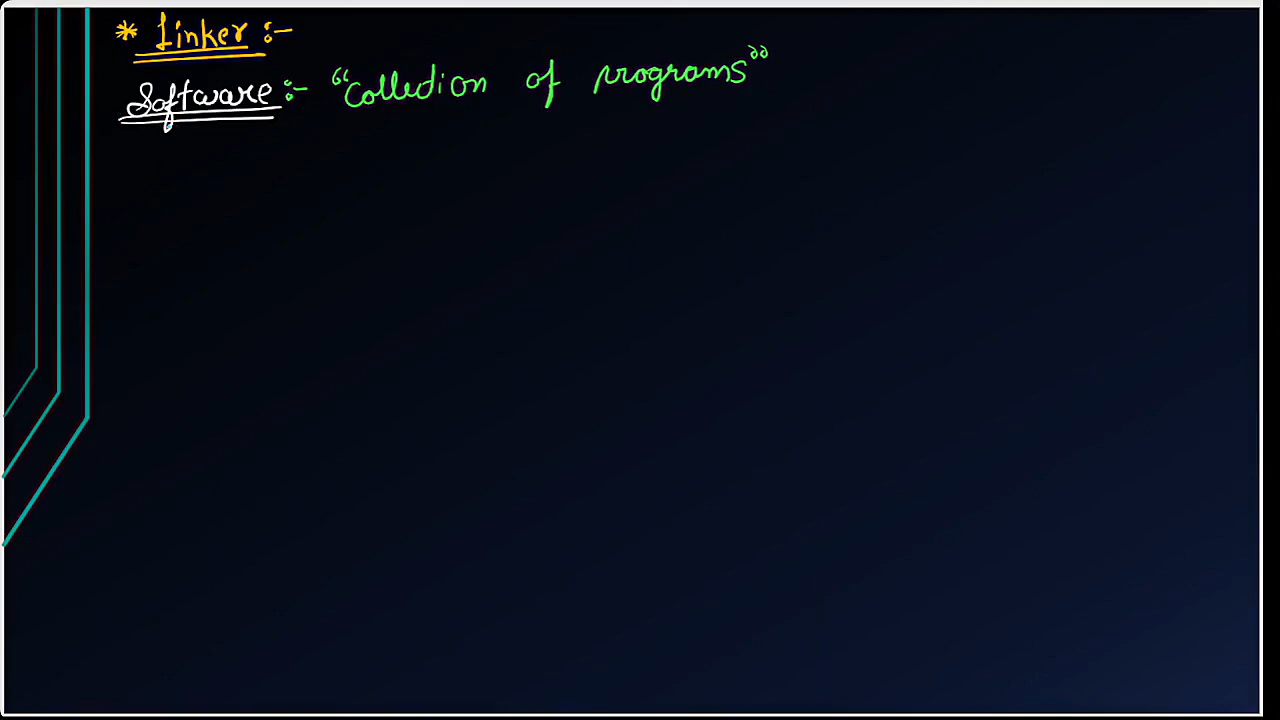 * Linker :-
Software :- "Collection of programs"